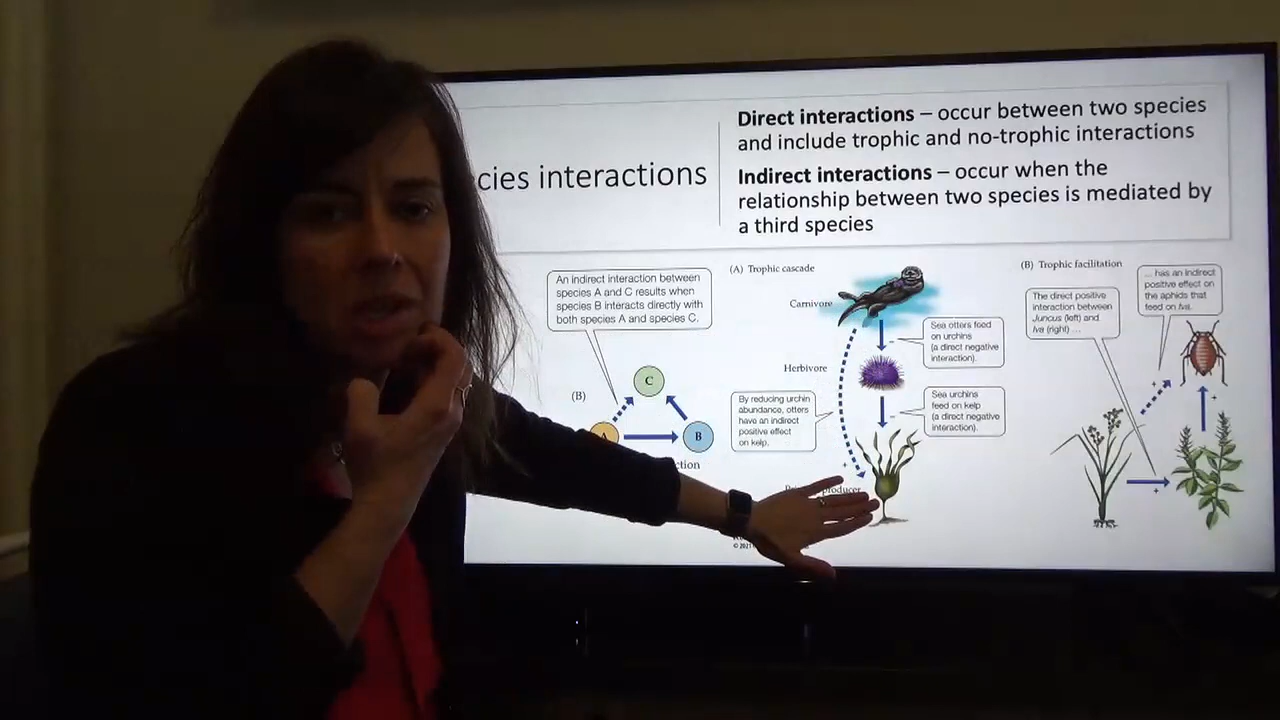 cies interactions
Direct interactions – occur between two species
and include trophic and no-trophic interactions
Indirect interactions – occur when the
relationship between two species is mediated by
a third species
An indirect interaction between
species A and C results when
species B interacts directly with
both species A and species C.
(B)
C
A
B
ction
(A) Trophic cascade
Carnivore
Sea otters feed
on urchins
(a direct negative
interaction).
Herbivore
By reducing urchin
abundance, otters
have an indirect
positive effect
on kelp.
Sea urchins
feed on kelp
(a direct negative
interaction).
–
–
+
producer
© 2021
(B) Trophic facilitation
The direct positive
interaction between
Juncus (left) and
Iva (right) ...
... has an indirect
positive effect on
the aphids that
feed on Iva.
+
+
+